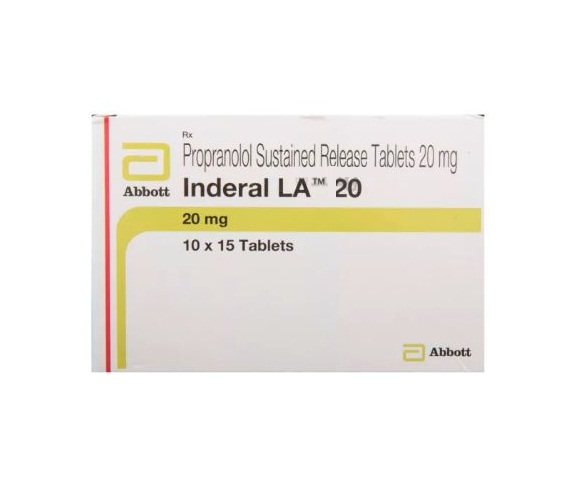 Rx
Propranolol Sustained Release Tablets 20 mg
Abbott
Inderal LA™ 20
20 mg
10 x 15 Tablets
Abbott